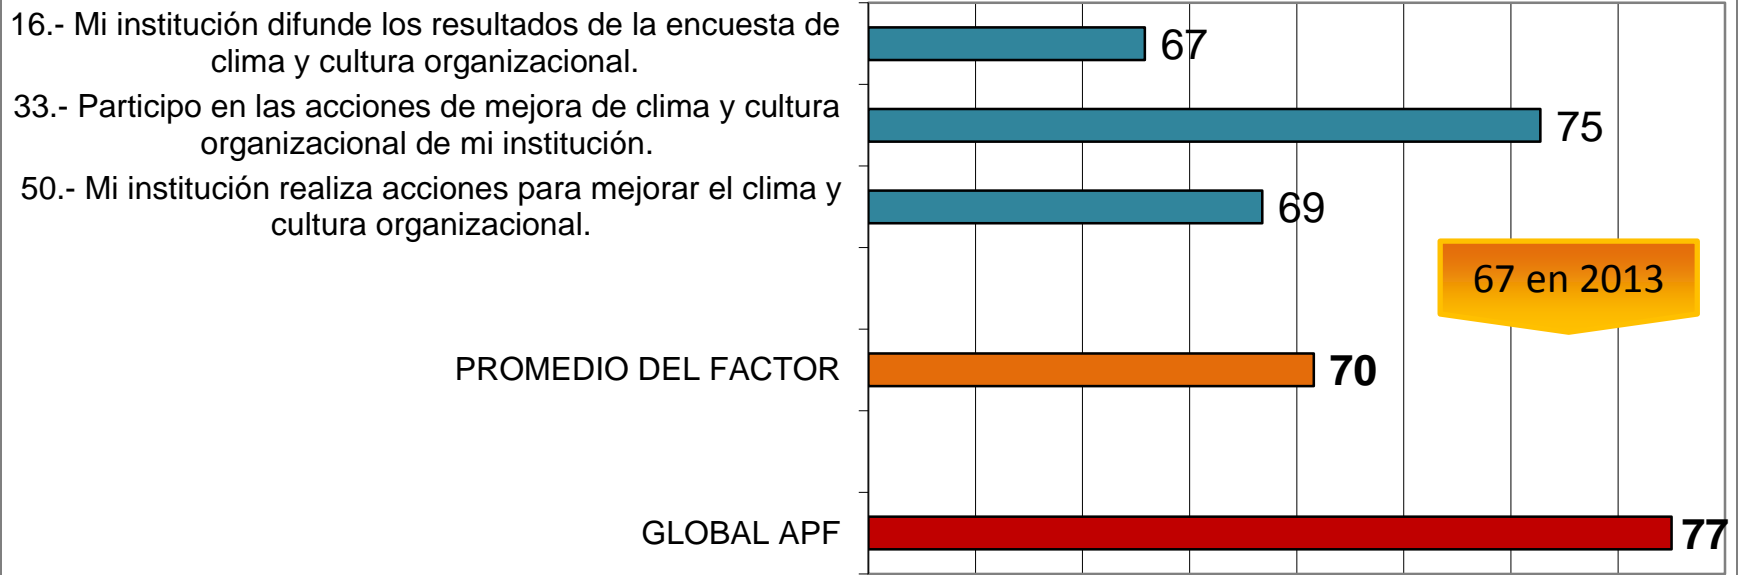 16.- Mi institución difunde los resultados de la encuesta de
clima y cultura organizacional.
67
33.- Participo en las acciones de mejora de clima y cultura
organizacional de mi institución.
75
50.- Mi institución realiza acciones para mejorar el clima y
cultura organizacional.
69
67 en 2013
PROMEDIO DEL FACTOR
70
GLOBAL APF
77